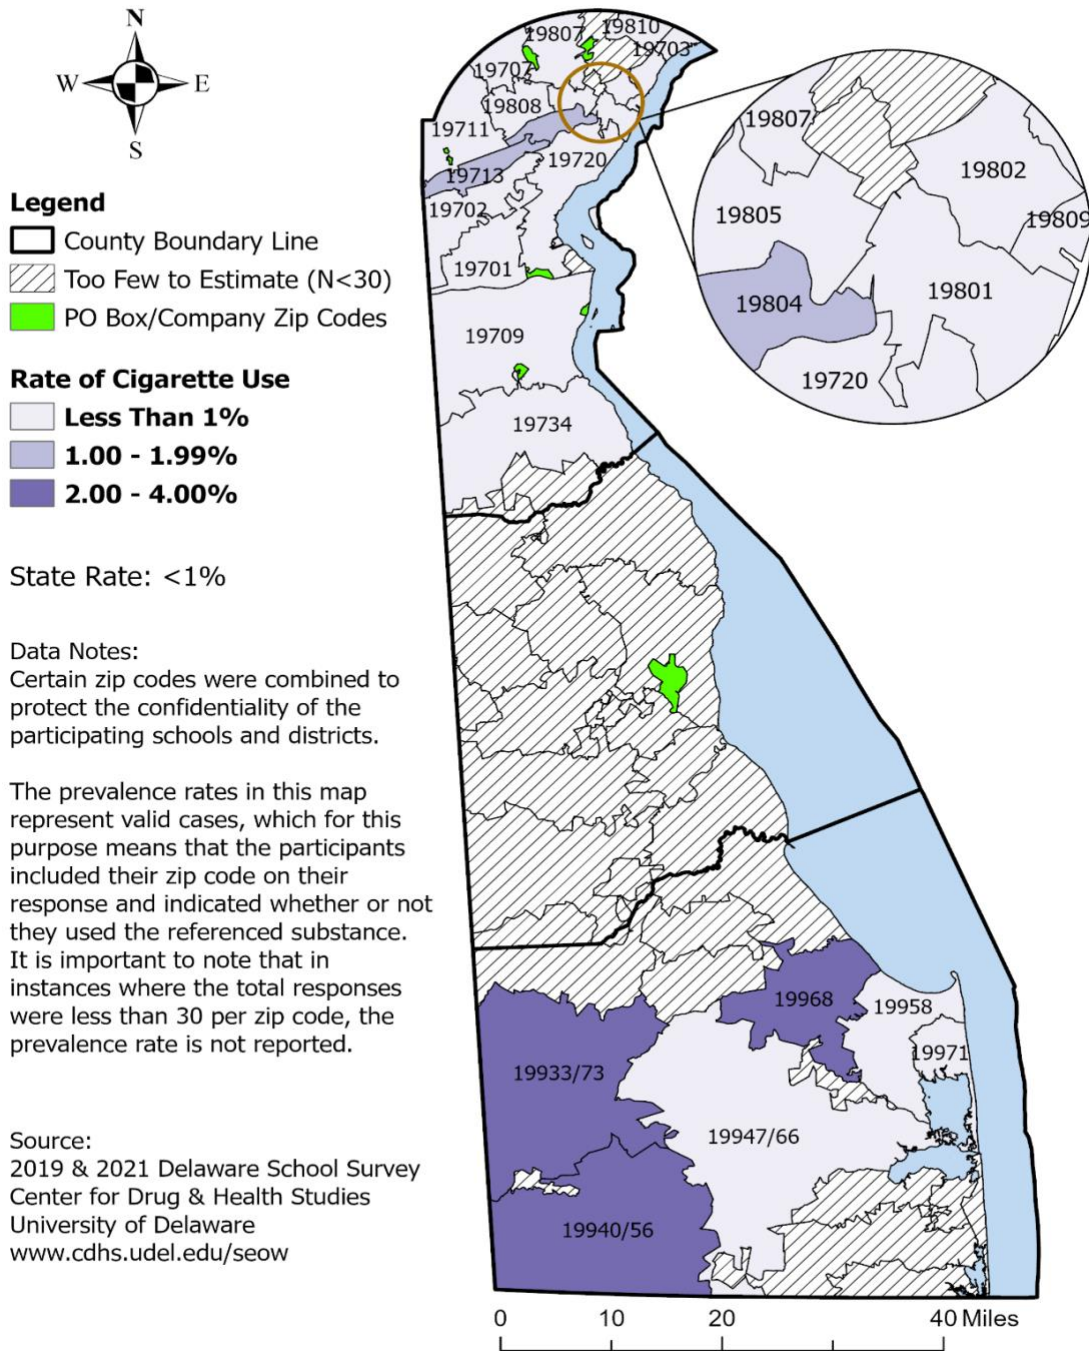 N
W E
S
Legend
County Boundary Line
Too Few to Estimate (N<30)
PO Box/Company Zip Codes
Rate of Cigarette Use
Less Than 1%
1.00 - 1.99%
2.00 - 4.00%
State Rate: <1%
Data Notes:
Certain zip codes were combined to
protect the confidentiality of the
participating schools and districts.
The prevalence rates in this map
represent valid cases, which for this
purpose means that the participants
included their zip code on their
response and indicated whether or not
they used the referenced substance.
It is important to note that in
instances where the total responses
were less than 30 per zip code, the
prevalence rate is not reported.
Source:
2019 & 2021 Delaware School Survey
Center for Drug & Health Studies
University of Delaware
www.cdhs.udel.edu/seow
19807
19810
19703
19707
19808
19711
19720
19713
19702
19701
19709
19734
19807
19802
19805
19809
19804
19801
19720
19968
19958
19971
19933/73
19947/66
19940/56
0 10 20 40 Miles